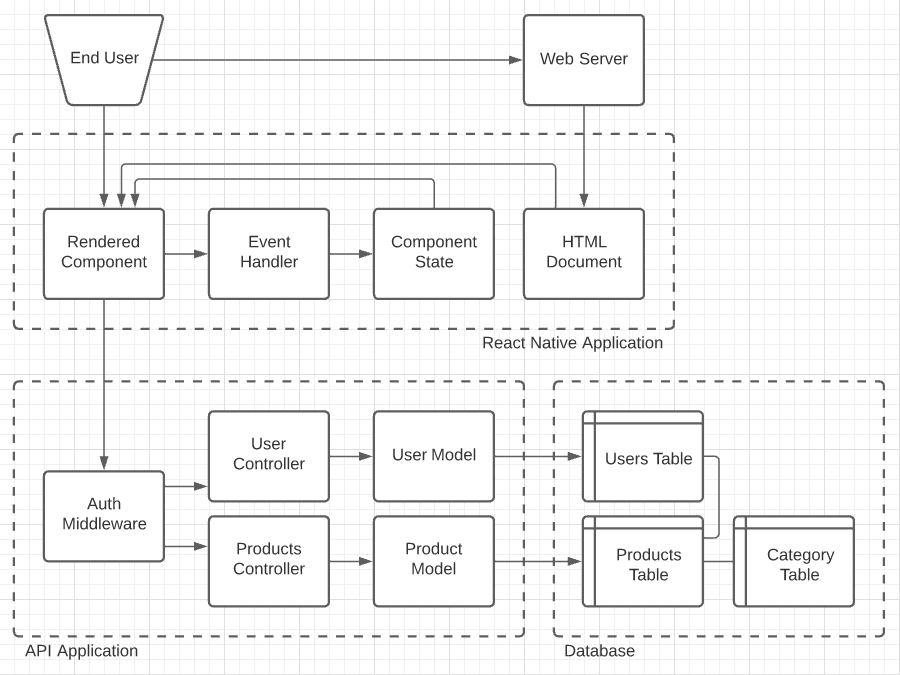 End User
Web Server
Rendered
Component
Event
Handler
Component
State
HTML
Document
React Native Application
User
Controller
User Model
Users Table
Auth
Middleware
Products
Controller
Product
Model
Products
Table
Category
Table
API Application
Database